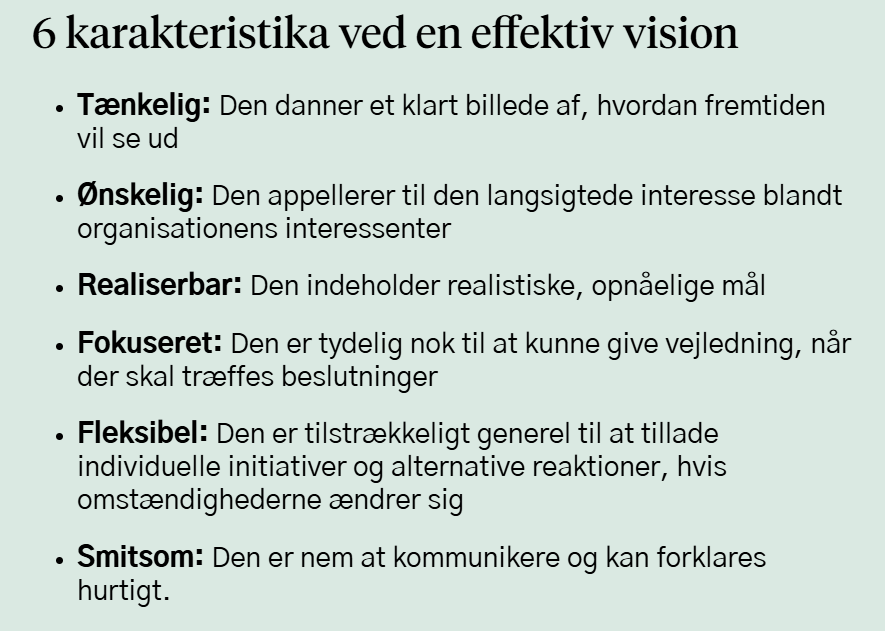 6 karakteristika ved en effektiv vision
• Tænkelig: Den danner et klart billede af, hvordan fremtiden
vil se ud
• Ønskelig: Den appellerer til den langsigtede interesse blandt
organisationens interessenter
• Realiserbar: Den indeholder realistiske, opnåelige mål
• Fokuseret: Den er tydelig nok til at kunne give vejledning, når
der skal træffes beslutninger
• Fleksibel: Den er tilstrækkeligt generel til at tillade
individuelle initiativer og alternative reaktioner, hvis
omstændighederne ændrer sig
• Smitsom: Den er nem at kommunikere og kan forklares
hurtigt.